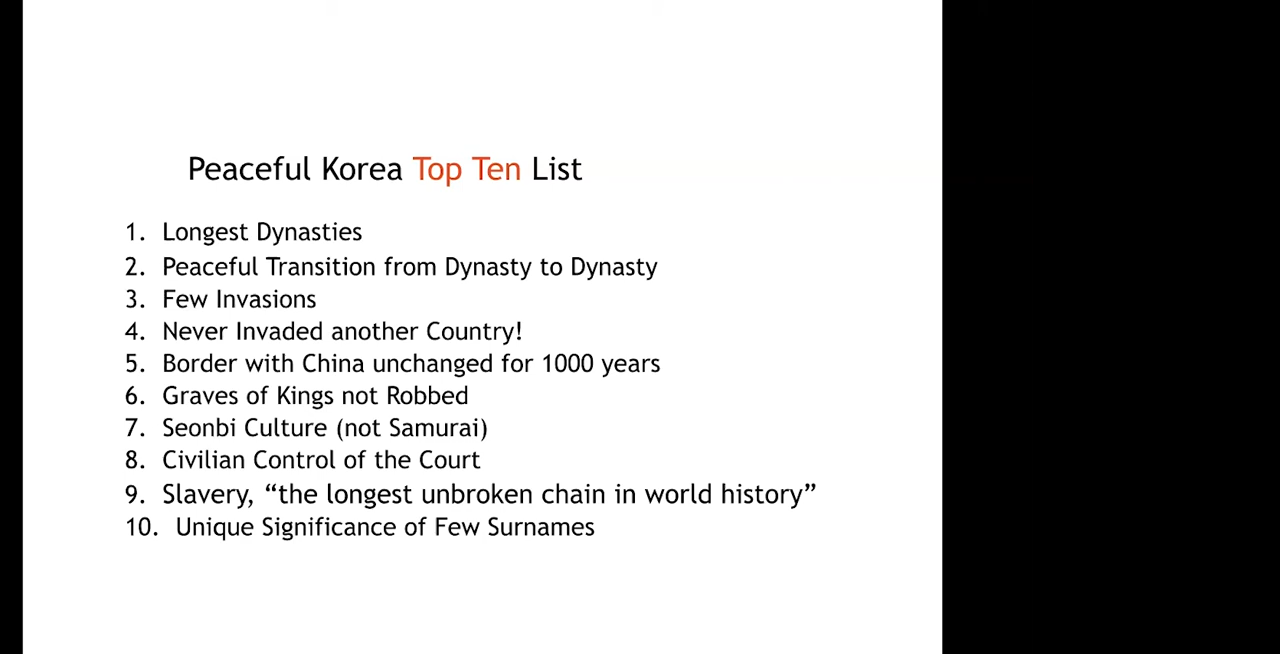 Peaceful Korea Top Ten List
1. Longest Dynasties
2. Peaceful Transition from Dynasty to Dynasty
3. Few Invasions
4. Never Invaded another Country!
5. Border with China unchanged for 1000 years
6. Graves of Kings not Robbed
7. Seonbi Culture (not Samurai)
8. Civilian Control of the Court
9. Slavery, “the longest unbroken chain in world history”
10. Unique Significance of Few Surnames